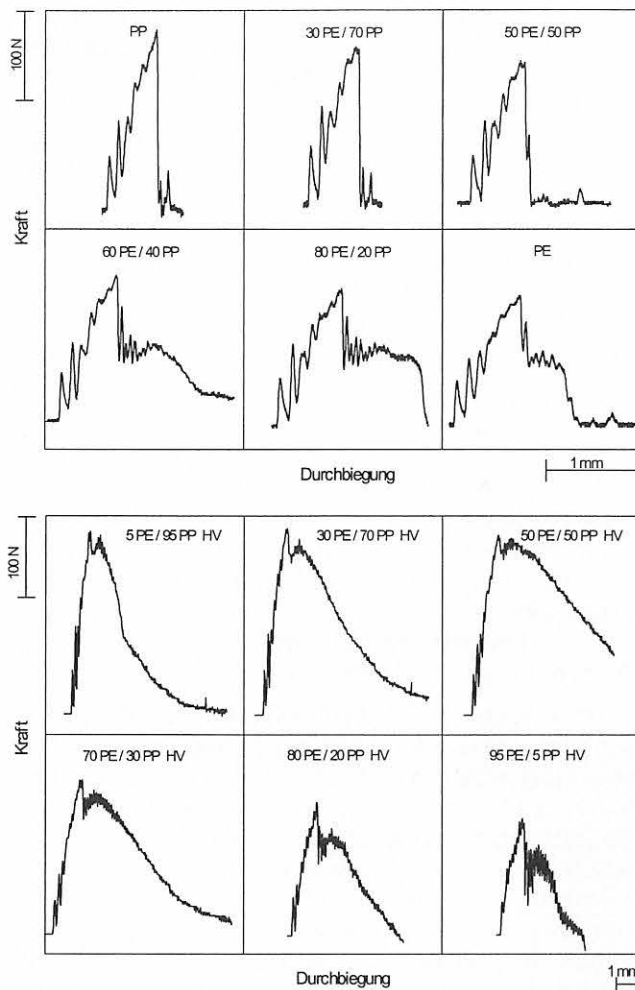 PP
30 PE / 70 PP
50 PE / 50 PP
100 N
Kraft
60 PE / 40 PP
80 PE / 20 PP
PE
Durchbiegung
1 mm
5 PE / 95 PP HV
30 PE / 70 PP HV
50 PE / 50 PP HV
100 N
Kraft
70 PE / 30 PP HV
80 PE / 20 PP HV
95 PE / 5 PP HV
Durchbiegung
1 mm